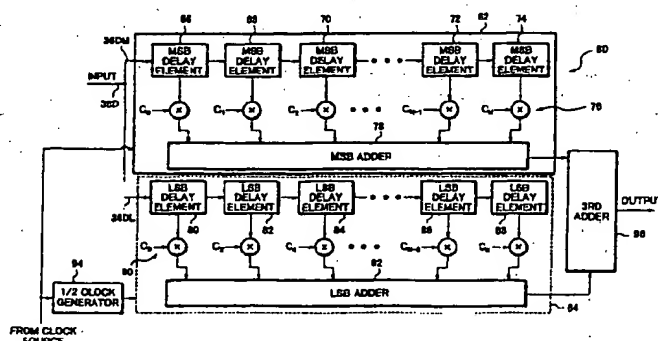 66 68 70 72 62 74
36DM
MSB DELAY ELEMENT MSB DELAY ELEMENT MSB DELAY ELEMENT MSB DELAY ELEMENT MSB DELAY ELEMENT
60
INPUT
36D
C₀ × C₁ × C₂ × Cₙ₋₁ × Cₙ × 76
78
MSB ADDER
LSB DELAY ELEMENT LSB DELAY ELEMENT LSB DELAY ELEMENT LSB DELAY ELEMENT LSB DELAY ELEMENT
36DL
80 82 84 86 88
3RD ADDER
OUTPUT
96
C₀ × × × × ×
90
94
1/2 CLOCK GENERATOR
92
LSB ADDER
64
FROM CLOCK SOURCE